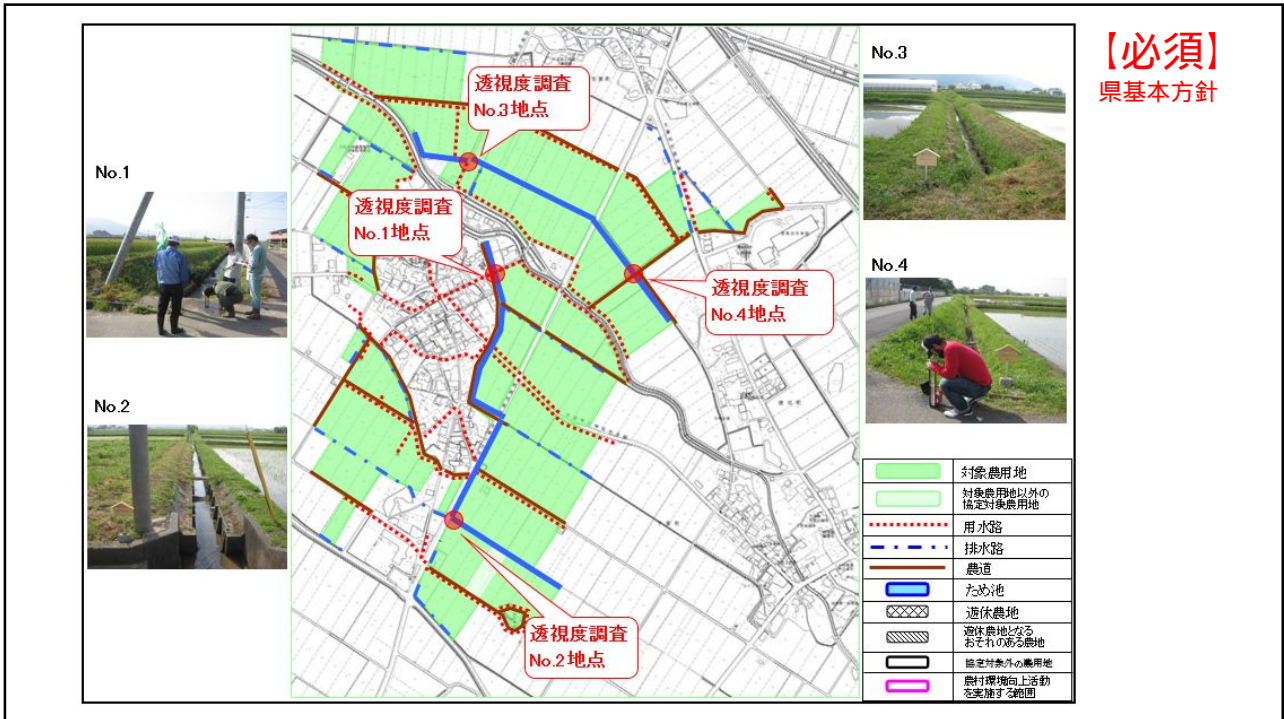 【必須】
県基本方針
No.1
No.2
透視度調査
No.3地点
透視度調査
No.1地点
透視度調査
No.4地点
透視度調査
No.2地点
No.3
No.4
対象農用地
対象農用地以外の
協定対象農用地
用水路
排水路
農道
ため池
遊休農地
遊休農地となる
おそれのある農地
協定対象外の農用地
農村環境向上活動
を実施する範囲